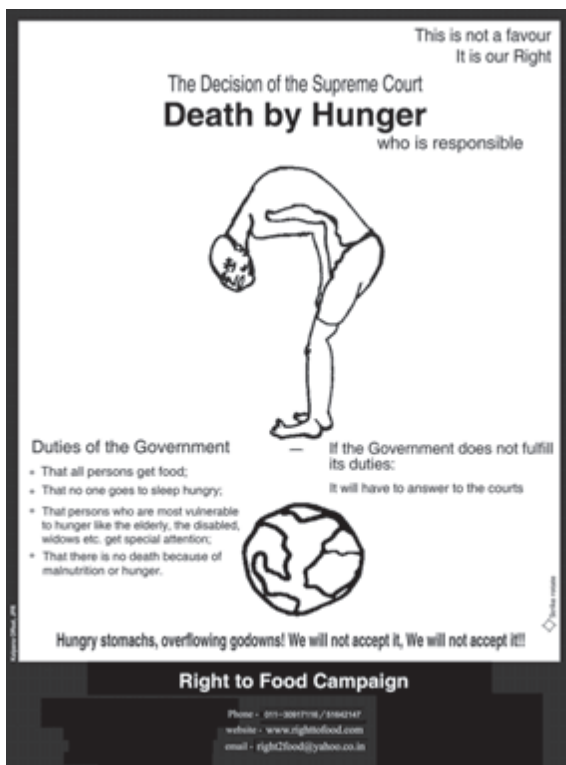 This is not a favour
It is our Right
The Decision of the Supreme Court
Death by Hunger
who is responsible
Duties of the Government
That all persons get food;
That no one goes to sleep hungry;
That persons who are most vulnerable
to hunger like the elderly, the disabled,
widows etc. get special attention;
That there is no death because of
malnutrition or hunger.
If the Government does not fulfill
its duties:
It will have to answer to the courts
Hungry stomachs, overflowing godowns! We will not accept it, We will not accept it!!
Right to Food Campaign
Phone - 011-30917116 / 51642147
website - www.righttofood.com
email - right2food@yahoo.co.in